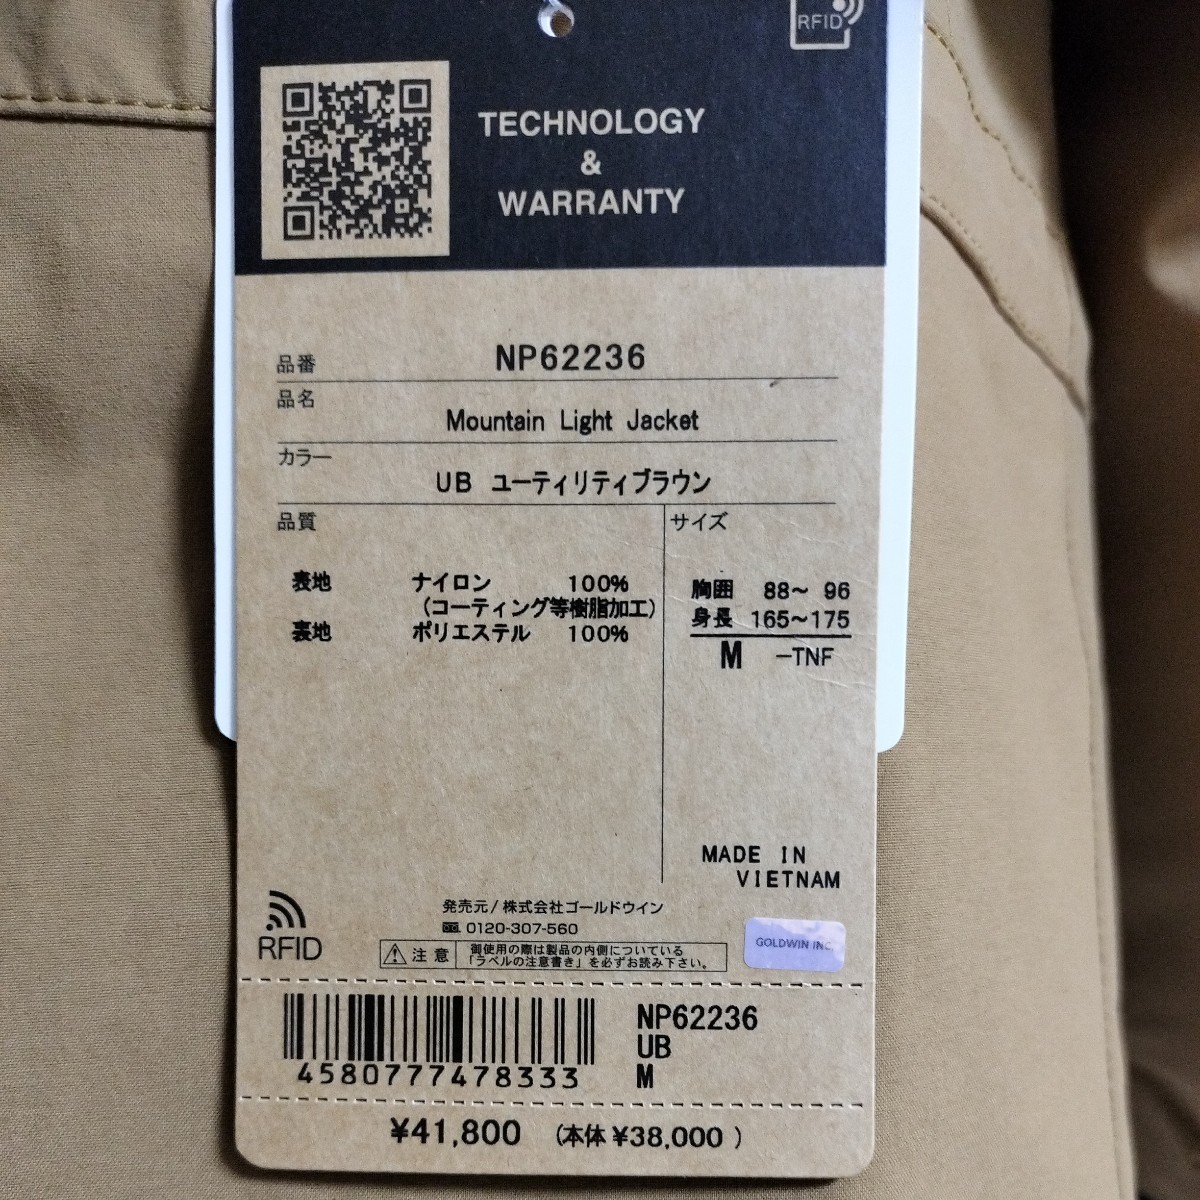 RFID
TECHNOLOGY
&
WARRANTY
品番 NP62236
品名
Mountain Light Jacket
カラー
UB ユーティリティブラウン
品質
表地 ナイロン 100%
(コーティング等樹脂加工)
裏地 ポリエステル 100%
サイズ
胸囲 88～ 96
身長 165～175
M -TNF
MADE IN
VIETNAM
発売元/株式会社ゴールドウイン
0120-307-560
RFID
注意
御使用の際は製品の内側についている
「ラベルの注意書き」を必ずお読み下さい。
GOLDWIN INC.
4580777478333
NP62236
UB
M
¥41,800 (本体 ¥38,000 )